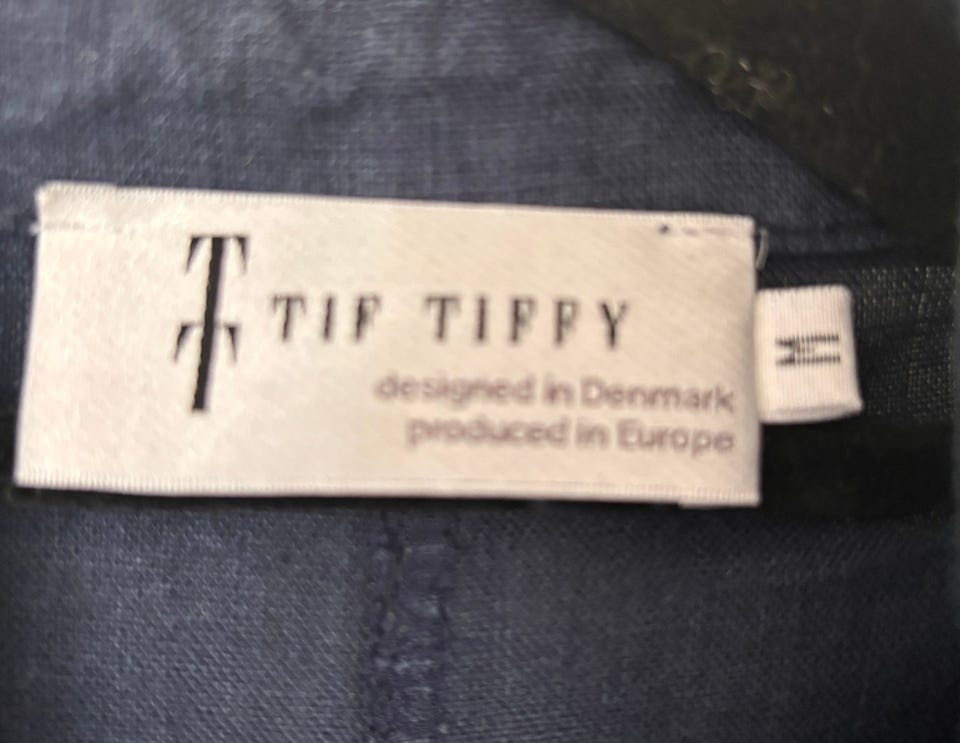 TIF TIFFY
designed in Denmark
produced in Europe